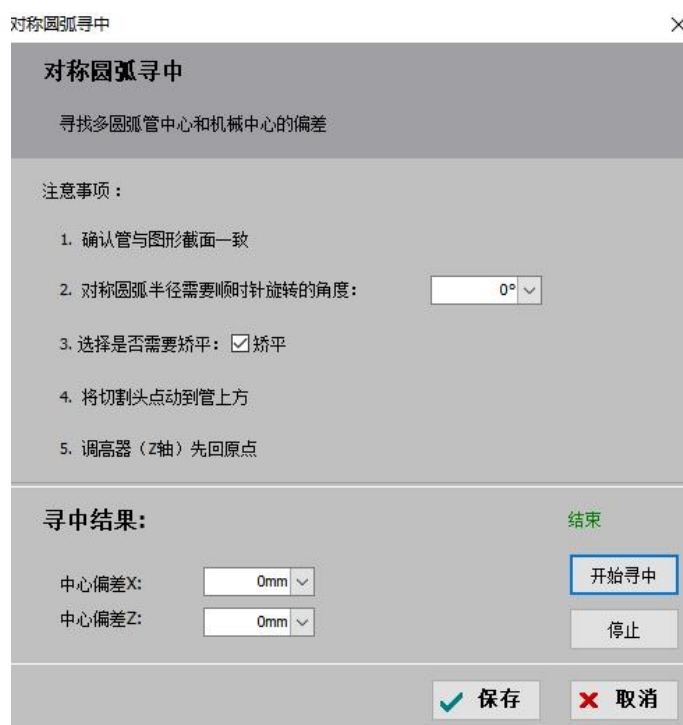 对称圆弧寻中
对称圆弧寻中
寻找多圆弧管中心和机械中心的偏差
注意事项：
1. 确认管与图形截面一致
2. 对称圆弧半径需要顺时针旋转的角度： 0°
3. 选择是否需要矫平： 矫平
4. 将切割头点动到管上方
5. 调高器（Z轴）先回原点
寻中结果: 结束
中心偏差X: 0mm 开始寻中
中心偏差Z: 0mm
停止
保存 取消